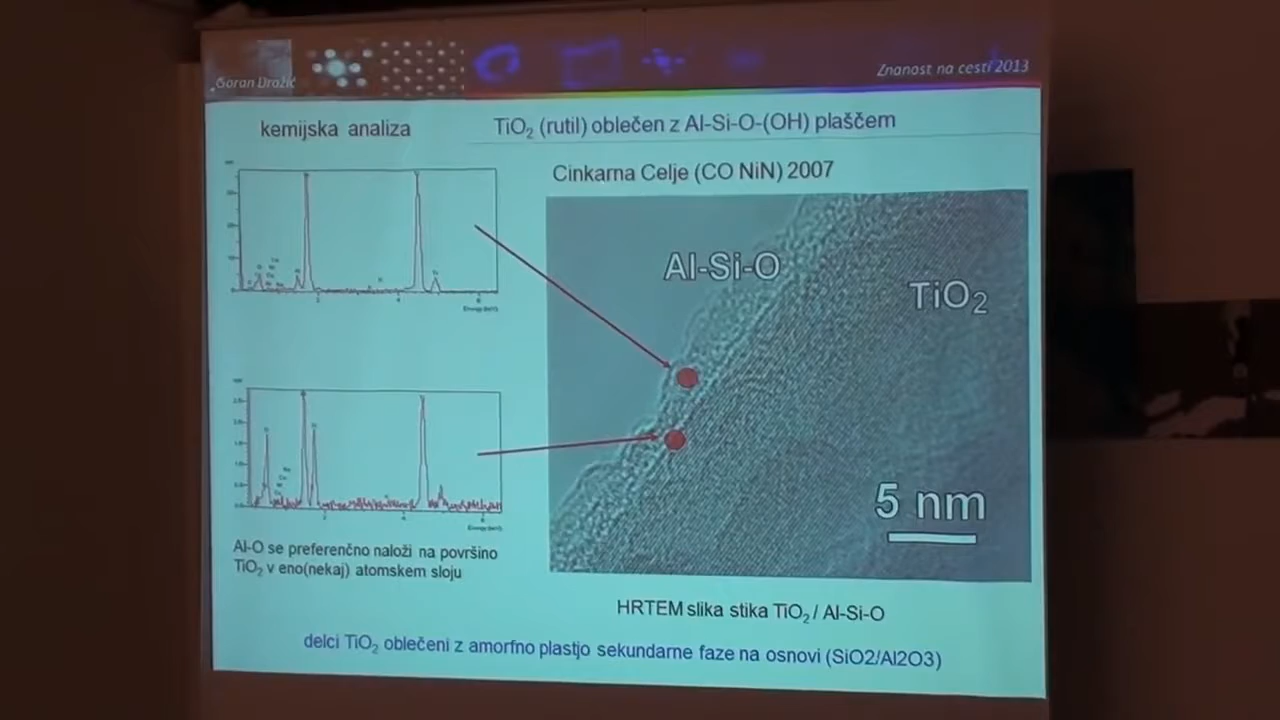 Goran Dražič
Znanost na cesti 2013
kemijska analiza
TiO2 (rutil) oblečen z Al-Si-O-(OH) plaščem
Cinkarna Celje (CO NiN) 2007
Al-Si-O
TiO2
5 nm
Al-O se preferenčno naloži na površino
TiO2 v eno(nekaj) atomskem sloju
HRTEM slika stika TiO2 / Al-Si-O
delci TiO2 oblečeni z amorfno plastjo sekundarne faze na osnovi (SiO2/Al2O3)